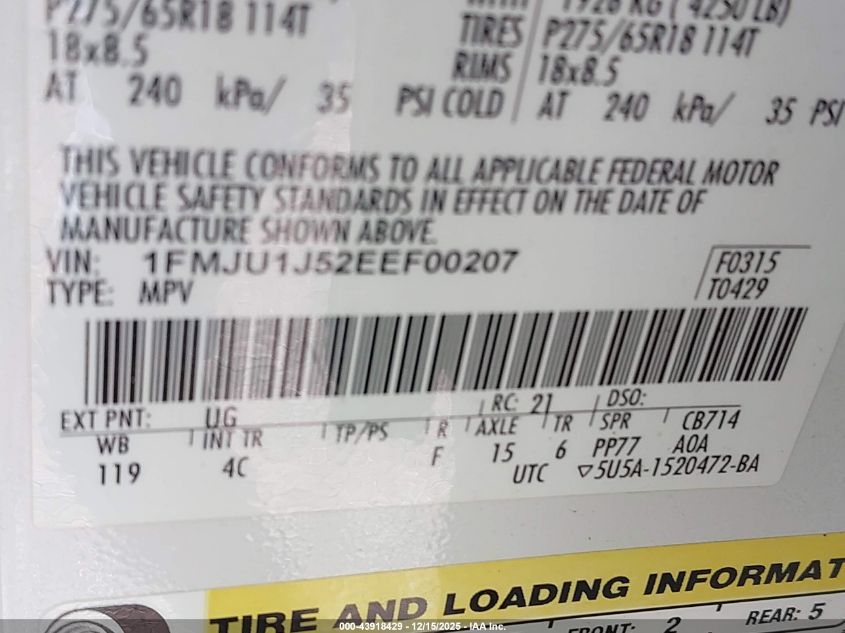 1926 KG ( 4250 LB)
P275/65R18 114T TIRES P275/65R18 114T
18x8.5 RIMS 18x8.5
AT 240 kPa/ 35 PSI COLD AT 240 kPa/ 35 PSI
THIS VEHICLE CONFORMS TO ALL APPLICABLE FEDERAL MOTOR
VEHICLE SAFETY STANDARDS IN EFFECT ON THE DATE OF
MANUFACTURE SHOWN ABOVE.
VIN: 1FMJU1J52EEF00207 F0315
TYPE: MPV T0429
EXT PNT: UG RC: 21 DSO:
WB INT TR TP/PS R AXLE TR SPR CB714
119 4C F 15 6 PP77 A0A
UTC ▽5U5A-1520472-BA
TIRE AND LOADING INFORMAT
FRONT: 2 REAR: 5
000-43918429 - 12/15/2025 - IAA Inc.